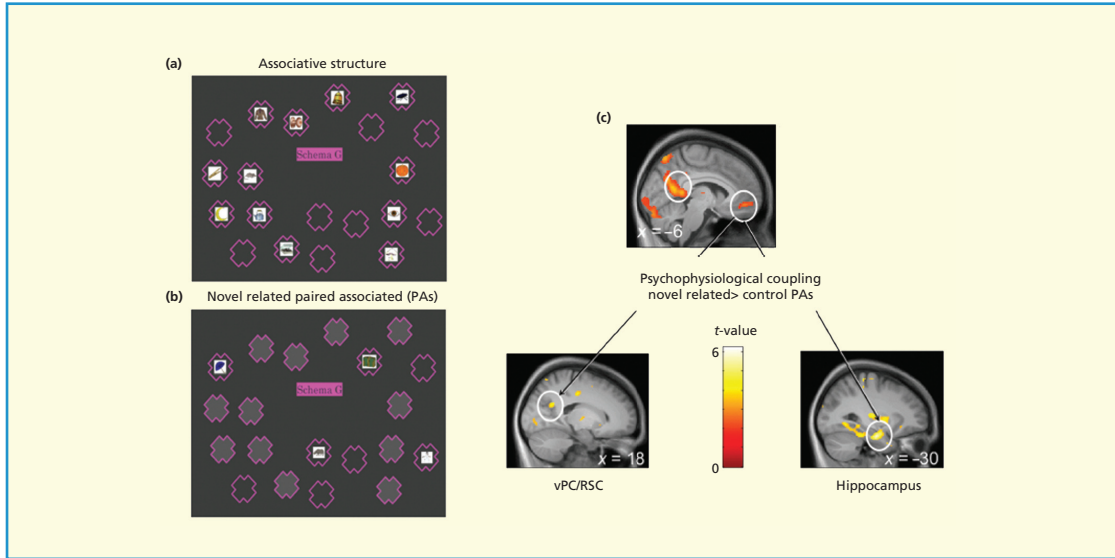 (a)
Associative structure
Schema G
(b)
Novel related paired associated (PAs)
Schema G
(c)
x = –6
Psychophysiological coupling
novel related> control PAs
t-value
6
0
x = 18
vPC/RSC
x = –30
Hippocampus